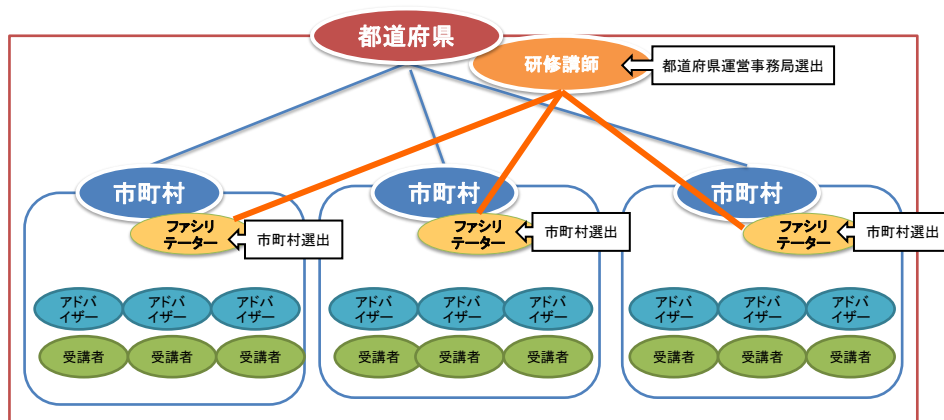 都道府県
研修講師
都道府県運営事務局選出
市町村
市町村
市町村
ファシリ
テーター
市町村選出
ファシリ
テーター
市町村選出
ファシリ
テーター
市町村選出
アドバ
イザー
アドバ
イザー
アドバ
イザー
アドバ
イザー
アドバ
イザー
アドバ
イザー
アドバ
イザー
アドバ
イザー
アドバ
イザー
受講者
受講者
受講者
受講者
受講者
受講者
受講者
受講者
受講者